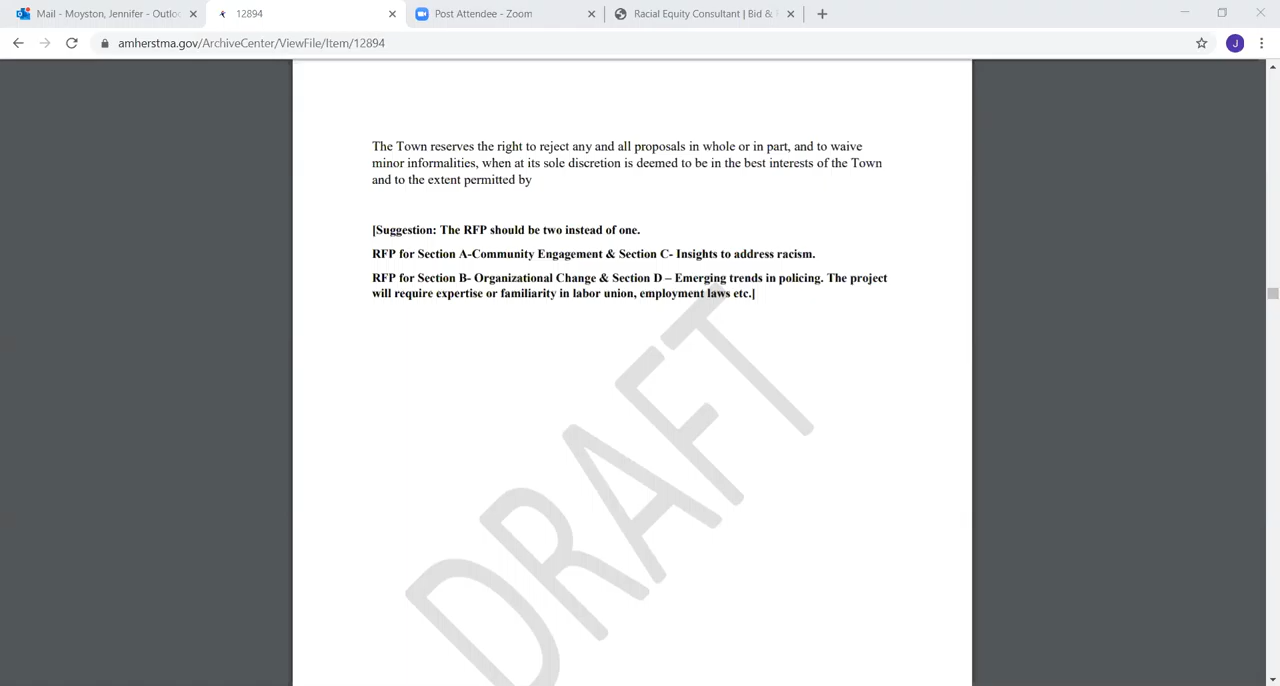 Mail - Moyston, Jennifer - Outloo
12894
Post Attendee - Zoom
Racial Equity Consultant | Bid &
amherstma.gov/ArchiveCenter/ViewFile/Item/12894
J
The Town reserves the right to reject any and all proposals in whole or in part, and to waive
minor informalities, when at its sole discretion is deemed to be in the best interests of the Town
and to the extent permitted by
[Suggestion: The RFP should be two instead of one.
RFP for Section A-Community Engagement & Section C- Insights to address racism.
RFP for Section B- Organizational Change & Section D – Emerging trends in policing. The project
will require expertise or familiarity in labor union, employment laws etc.]
DRAFT